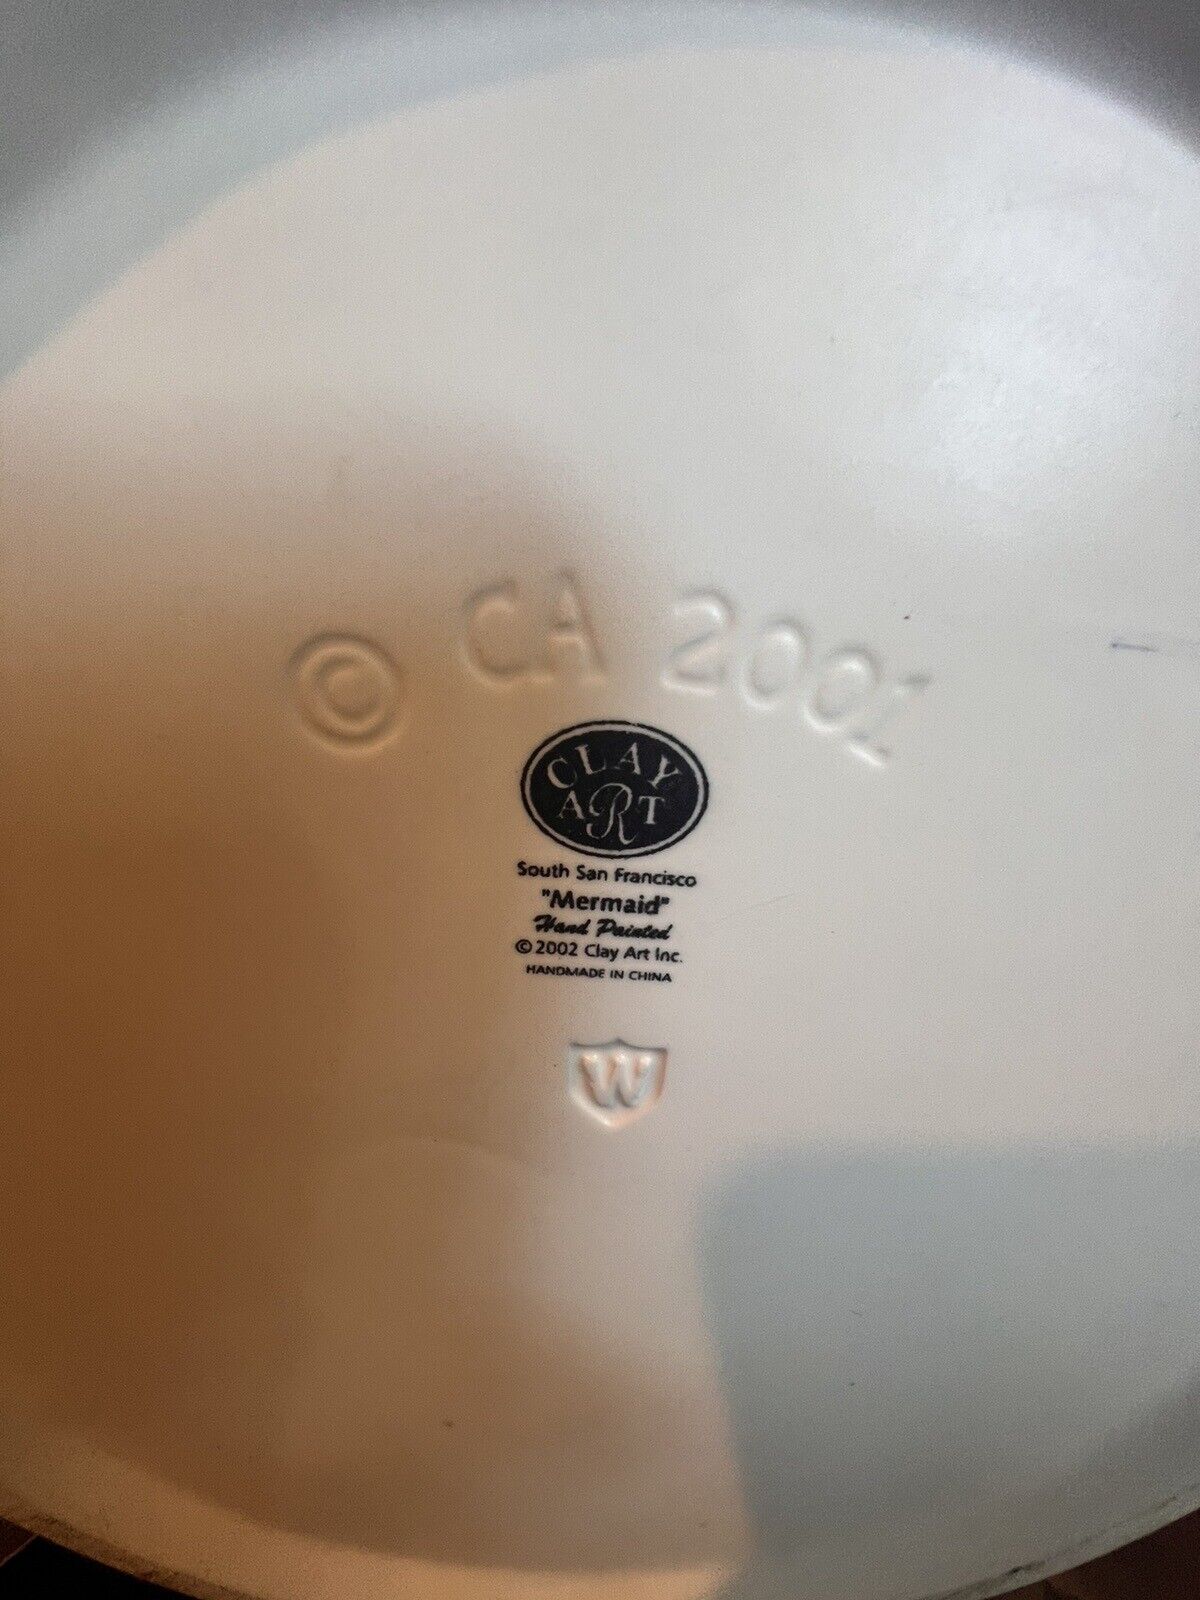 © CA 2002
CLAY
ART
South San Francisco
"Mermaid"
Hand Painted
© 2002 Clay Art Inc.
HANDMADE IN CHINA
W